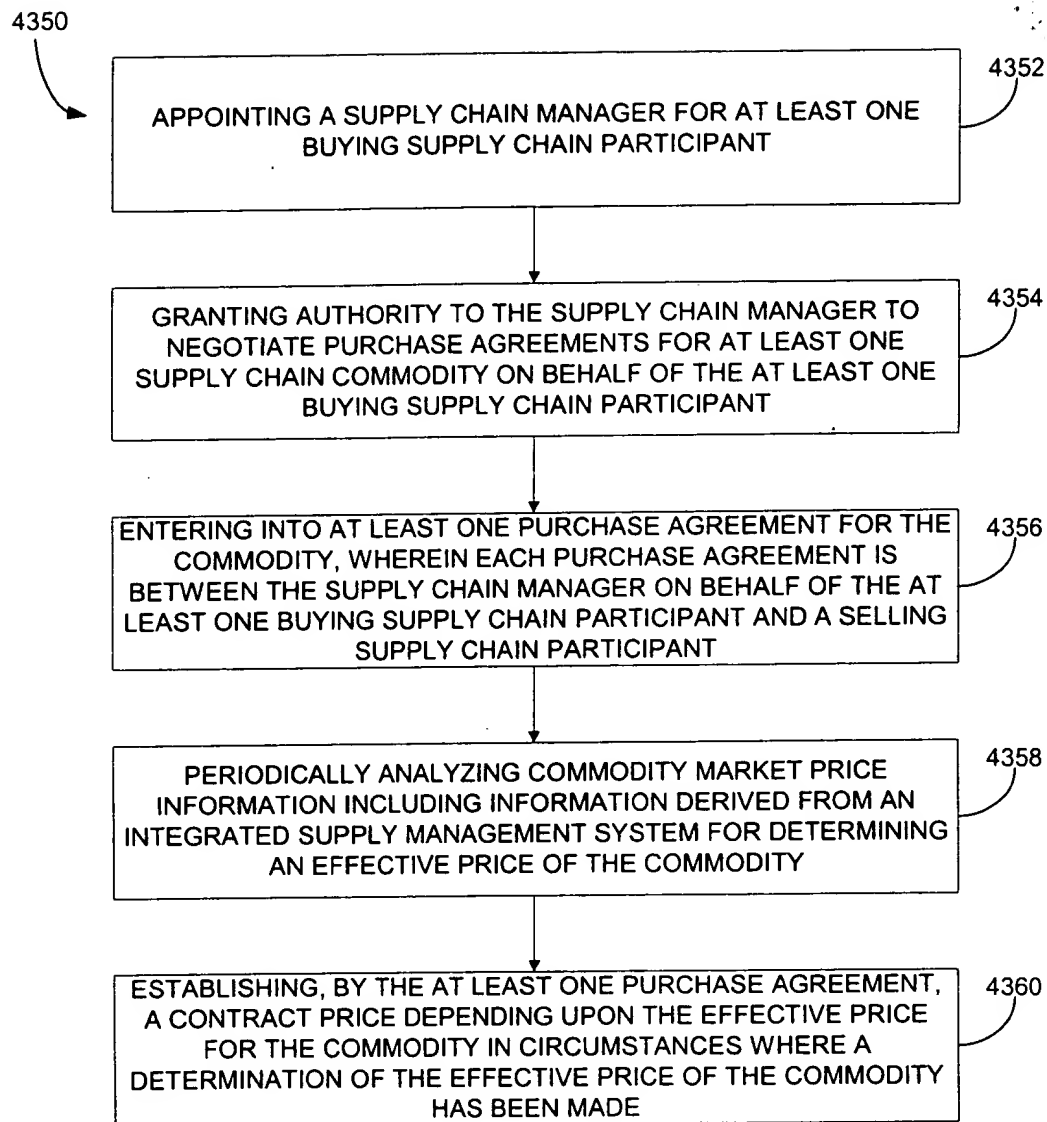 4350
4352
APPOINTING A SUPPLY CHAIN MANAGER FOR AT LEAST ONE
BUYING SUPPLY CHAIN PARTICIPANT
4354
GRANTING AUTHORITY TO THE SUPPLY CHAIN MANAGER TO
NEGOTIATE PURCHASE AGREEMENTS FOR AT LEAST ONE
SUPPLY CHAIN COMMODITY ON BEHALF OF THE AT LEAST ONE
BUYING SUPPLY CHAIN PARTICIPANT
4356
ENTERING INTO AT LEAST ONE PURCHASE AGREEMENT FOR THE
COMMODITY, WHEREIN EACH PURCHASE AGREEMENT IS
BETWEEN THE SUPPLY CHAIN MANAGER ON BEHALF OF THE AT
LEAST ONE BUYING SUPPLY CHAIN PARTICIPANT AND A SELLING
SUPPLY CHAIN PARTICIPANT
4358
PERIODICALLY ANALYZING COMMODITY MARKET PRICE
INFORMATION INCLUDING INFORMATION DERIVED FROM AN
INTEGRATED SUPPLY MANAGEMENT SYSTEM FOR DETERMINING
AN EFFECTIVE PRICE OF THE COMMODITY
4360
ESTABLISHING, BY THE AT LEAST ONE PURCHASE AGREEMENT,
A CONTRACT PRICE DEPENDING UPON THE EFFECTIVE PRICE
FOR THE COMMODITY IN CIRCUMSTANCES WHERE A
DETERMINATION OF THE EFFECTIVE PRICE OF THE COMMODITY
HAS BEEN MADE